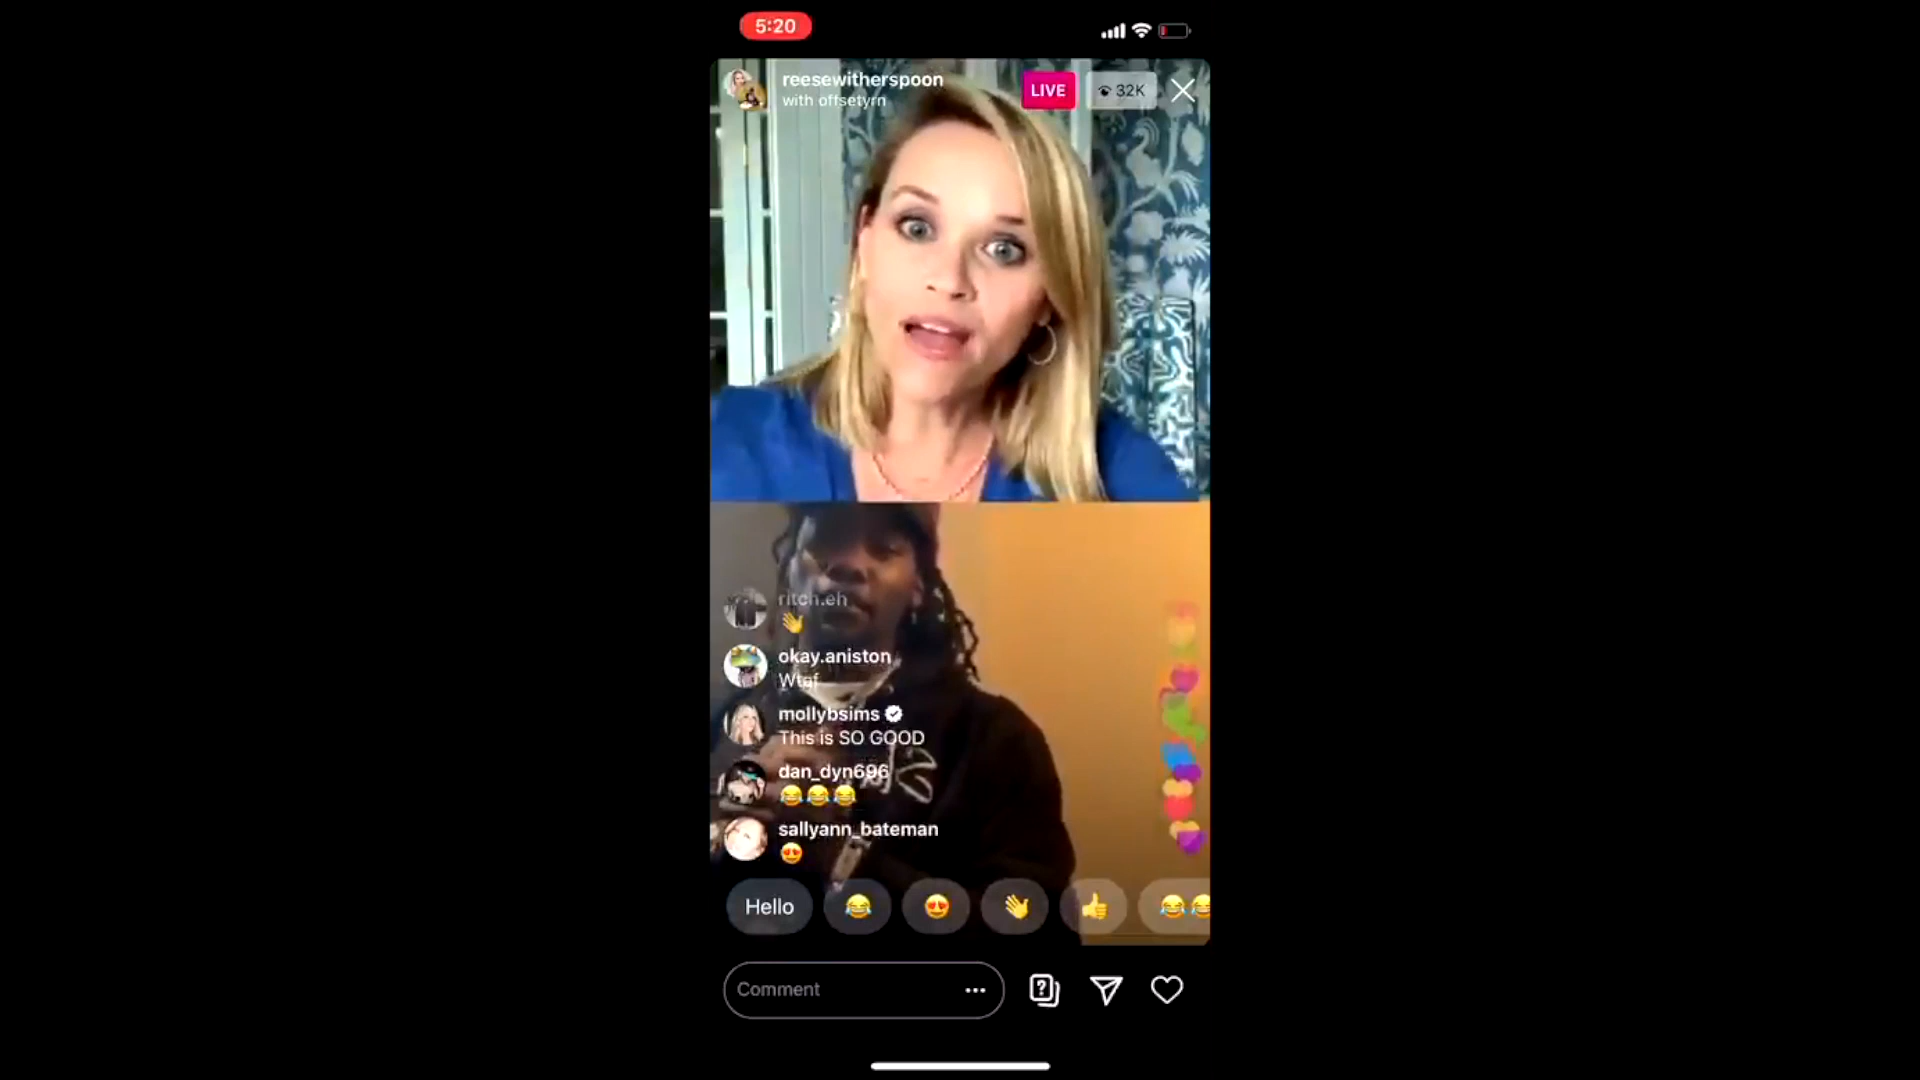 5:20
reesewitherspoon
with offsetyrn
LIVE
32K
ritch.eh
👋
okay.aniston
Wtaf
mollybsims
This is SO GOOD
dan_dyn696
😂😂😂
sallyann_bateman
😍
Hello 😂 😍 👋 👍 😂😂
Comment